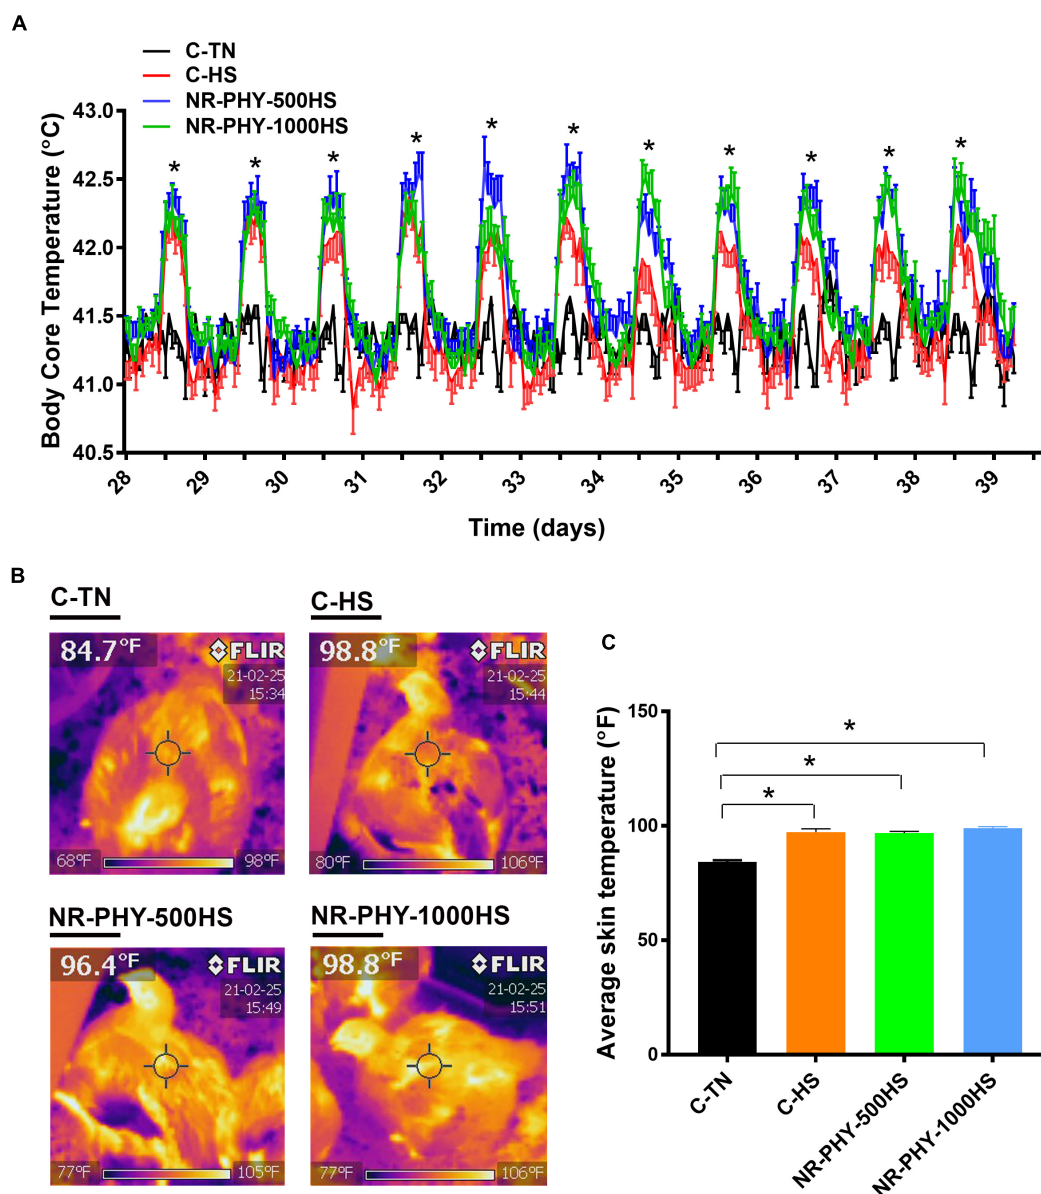 A
C-TN
C-HS
NR-PHY-500HS
NR-PHY-1000HS
Body Core Temperature (°C)
43.0
42.5
42.0
41.5
41.0
40.5
* * * * * * * * * * *
28 29 30 31 32 33 34 35 36 37 38 39
Time (days)
B
C-TN
84.7°F
FLIR
21-02-25
15:34
68°F 98°F
C-HS
98.8°F
FLIR
21-02-25
15:44
80°F 106°F
NR-PHY-500HS
96.4°F
FLIR
21-02-25
15:49
77°F 105°F
NR-PHY-1000HS
98.8°F
FLIR
21-02-25
15:51
77°F 106°F
C
Average skin temperature (°F)
150
100
50
0
*
*
*
C-TN
C-HS
NR-PHY-500HS
NR-PHY-1000HS